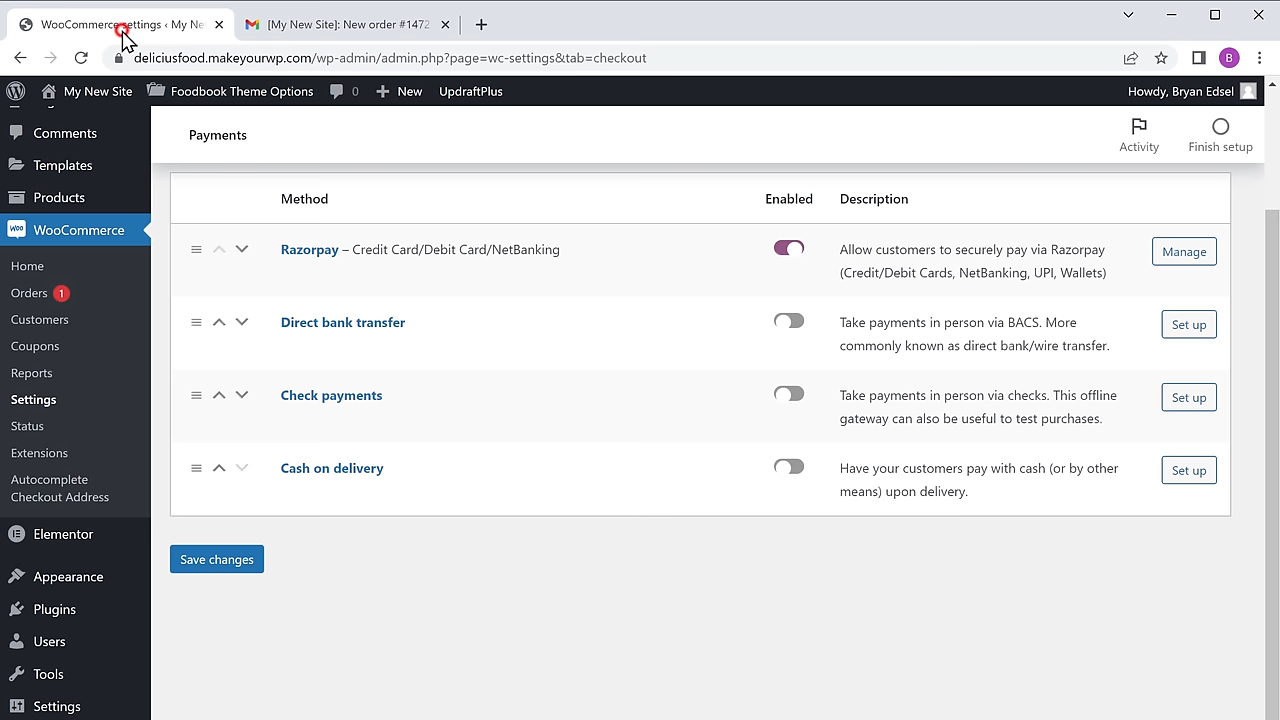 WooCommerce settings ‹ My Ne
[My New Site]: New order #1472
B
deliciusfood.makeyourwp.com/wp-admin/admin.php?page=wc-settings&tab=checkout
My New Site
Foodbook Theme Options
0
New
UpdraftPlus
Howdy, Bryan Edsel
Comments
Templates
Products
Woo
WooCommerce
Home
Orders 1
Customers
Coupons
Reports
Settings
Status
Extensions
Autocomplete
Checkout Address
Elementor
Appearance
Plugins
Users
Tools
Settings
Payments
Activity
Finish setup
Method
Enabled
Description
Razorpay – Credit Card/Debit Card/NetBanking
Allow customers to securely pay via Razorpay
(Credit/Debit Cards, NetBanking, UPI, Wallets)
Manage
Direct bank transfer
Take payments in person via BACS. More
commonly known as direct bank/wire transfer.
Set up
Check payments
Take payments in person via checks. This offline
gateway can also be useful to test purchases.
Set up
Cash on delivery
Have your customers pay with cash (or by other
means) upon delivery.
Set up
Save changes